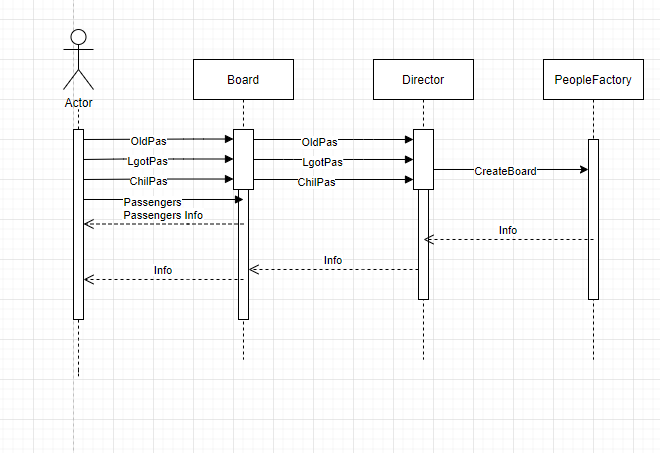 Actor
Board
Director
PeopleFactory
OldPas
OldPas
LgotPas
LgotPas
ChilPas
ChilPas
CreateBoard
Passengers
Passengers Info
Info
Info
Info